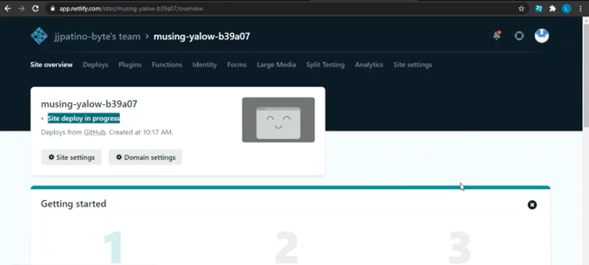 app.netlify.com/sites/musing-yalow-b39a07/overview
jjpatino-byte's team > musing-yalow-b39a07
Site overview Deploys Plugins Functions Identity Forms Large Media Split Testing Analytics Site settings
musing-yalow-b39a07
• Site deploy in progress
Deploys from GitHub. Created at 10:17 AM.
Site settings Domain settings
Getting started
1 2 3